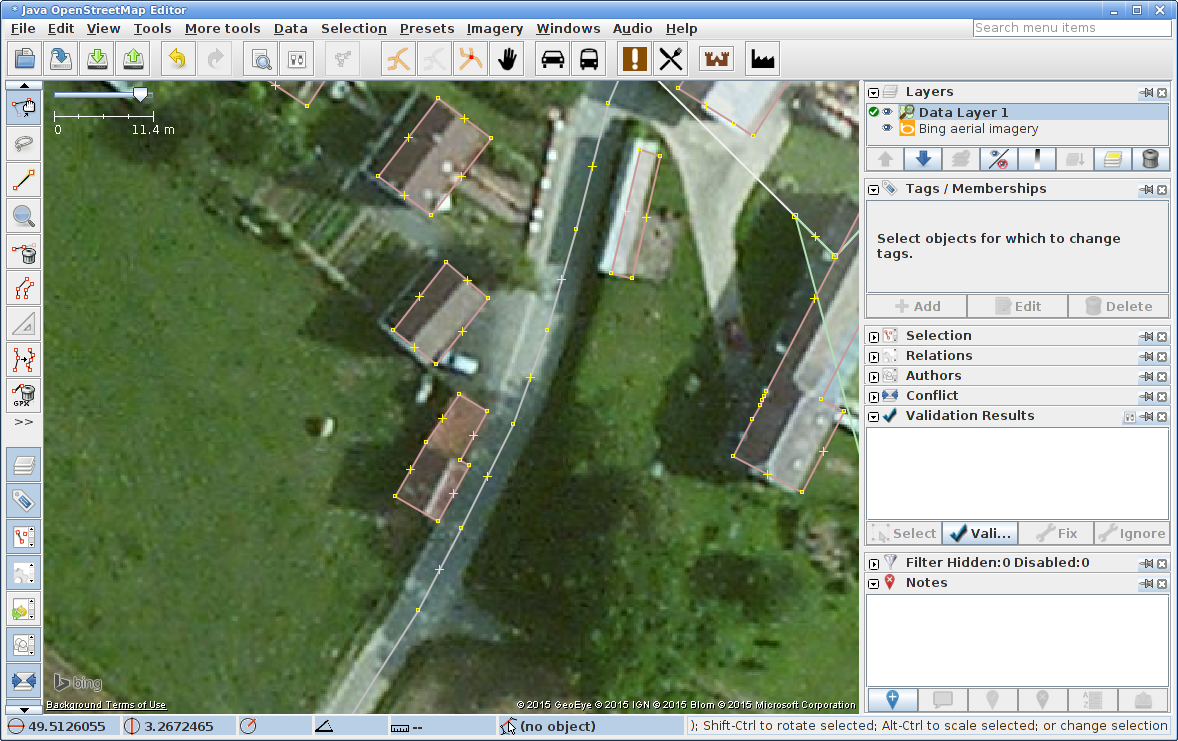 * Java OpenStreetMap Editor
File Edit View Tools More tools Data Selection Presets Imagery Windows Audio Help
Search menu items
0 11.4 m
Layers
Data Layer 1
Bing aerial imagery
Tags / Memberships
Select objects for which to change
tags.
Add Edit Delete
Selection
Relations
Authors
Conflict
Validation Results
Select Vali... Fix Ignore
Filter Hidden:0 Disabled:0
Notes
GPX
>>
bing
Background Terms of Use
© 2015 GeoEye © 2015 IGN © 2015 Blom © 2015 Microsoft Corporation
49.5126055 3.2672465 -- (no object) ); Shift-Ctrl to rotate selected; Alt-Ctrl to scale selected; or change selection